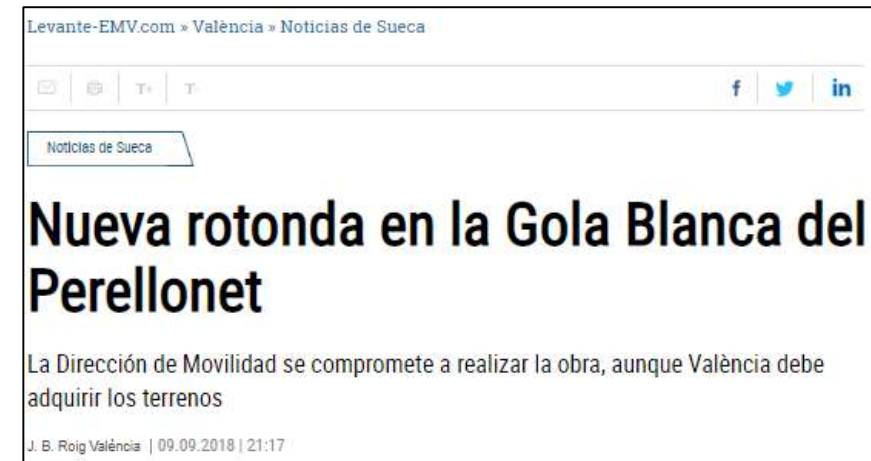 Levante-EMV.com » València » Noticias de Sueca
T+ T-
f in
Noticias de Sueca
Nueva rotonda en la Gola Blanca del
Perellonet
La Dirección de Movilidad se compromete a realizar la obra, aunque València debe
adquirir los terrenos
J. B. Roig València | 09.09.2018 | 21:17